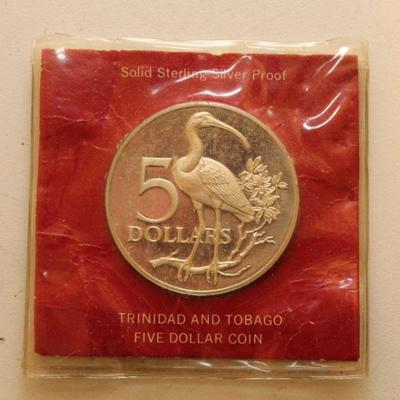 Solid Sterling Silver Proof
5
DOLLARS
TRINIDAD AND TOBAGO
FIVE DOLLAR COIN